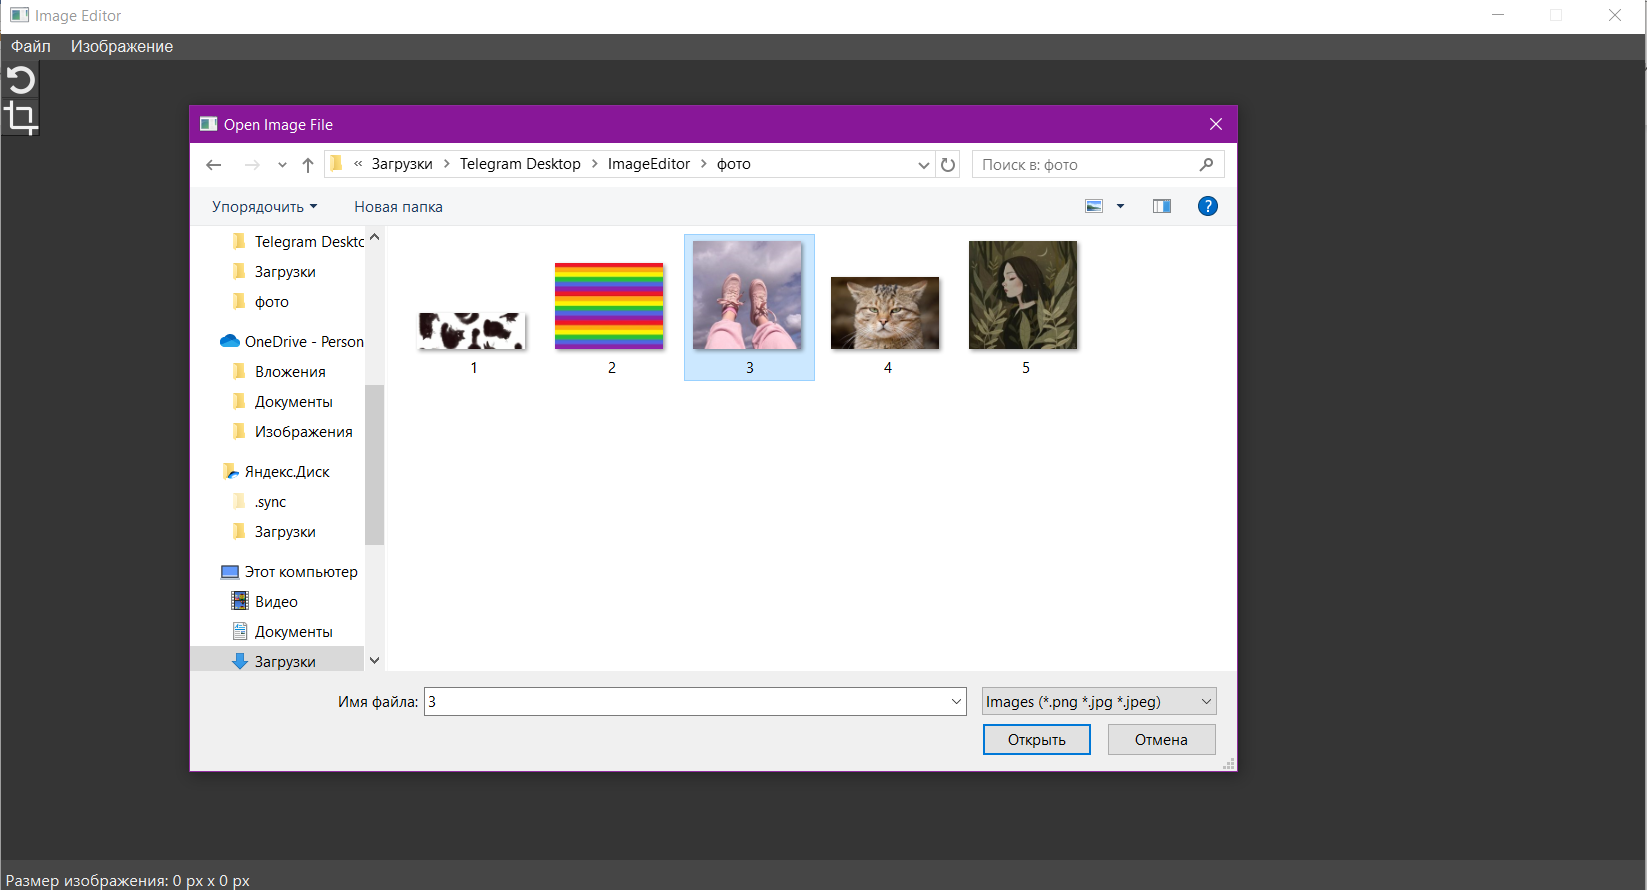 Image Editor
Файл Изображение
Open Image File
« Загрузки > Telegram Desktop > ImageEditor > фото
Поиск в: фото
Упорядочить Новая папка
Telegram Deskto
Загрузки
фото
OneDrive - Person
Вложения
Документы
Изображения
Яндекс.Диск
.sync
Загрузки
Этот компьютер
Видео
Документы
Загрузки
1 2 3 4 5
Имя файла: 3
Images (*.png *.jpg *.jpeg)
Открыть Отмена
Размер изображения: 0 px x 0 px